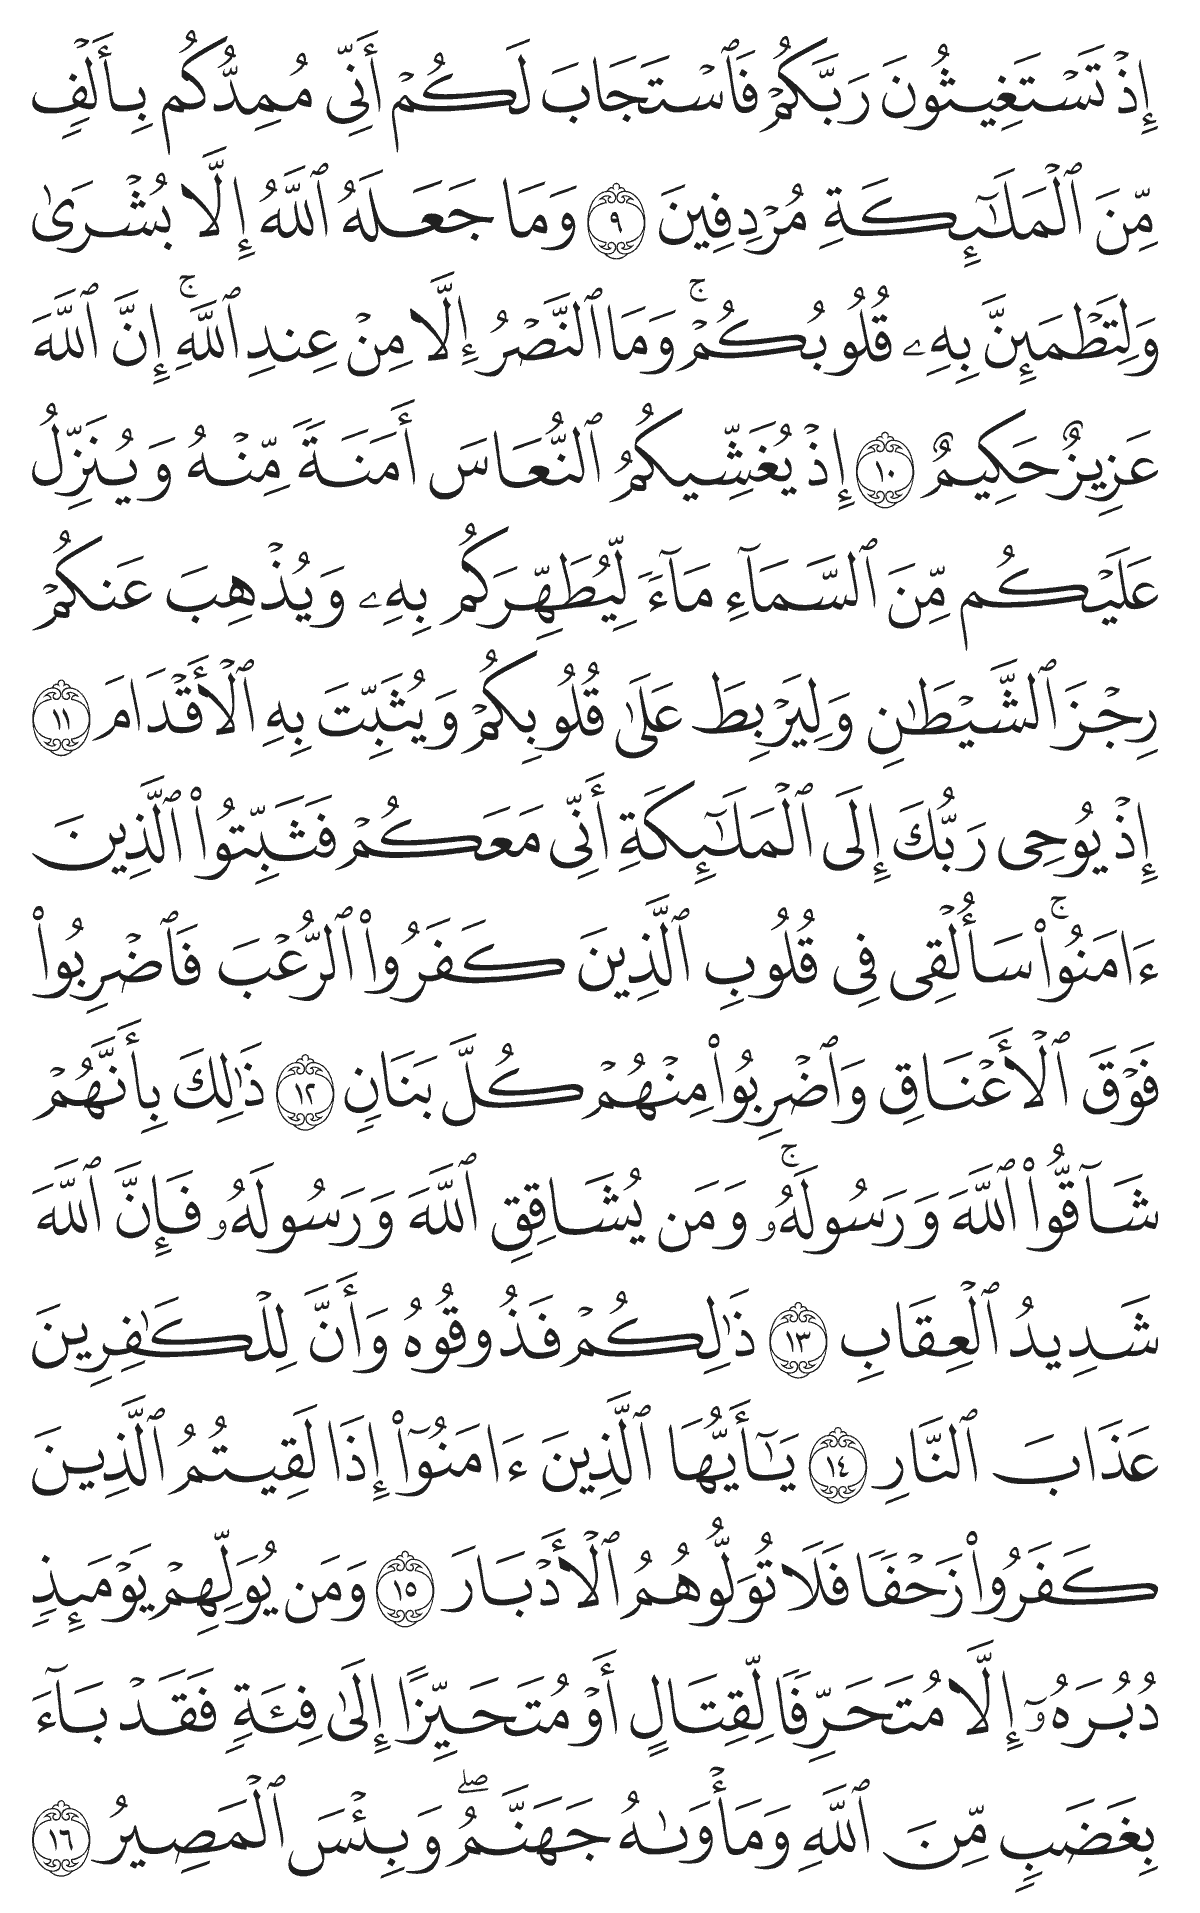 إِذۡ تَسۡتَغِيثُونَ رَبَّكُمۡ فَٱسۡتَجَابَ لَكُمۡ أَنِّي مُمِدُّكُم بِأَلۡفٖ
مِّنَ ٱلۡمَلَٰٓئِكَةِ مُرۡدِفِينَ ٩ وَمَا جَعَلَهُ ٱللَّهُ إِلَّا بُشۡرَىٰ
وَلِتَطۡمَئِنَّ بِهِۦ قُلُوبُكُمۡۚ وَمَا ٱلنَّصۡرُ إِلَّا مِنۡ عِندِ ٱللَّهِۚ إِنَّ ٱللَّهَ
عَزِيزٌ حَكِيمٌ ١٠ إِذۡ يُغَشِّيكُمُ ٱلنُّعَاسَ أَمَنَةٗ مِّنۡهُ وَيُنَزِّلُ
عَلَيۡكُم مِّنَ ٱلسَّمَآءِ مَآءٗ لِّيُطَهِّرَكُم بِهِۦ وَيُذۡهِبَ عَنكُمۡ
رِجۡزَ ٱلشَّيۡطَٰنِ وَلِيَرۡبِطَ عَلَىٰ قُلُوبِكُمۡ وَيُثَبِّتَ بِهِ ٱلۡأَقۡدَامَ ١١
إِذۡ يُوحِي رَبُّكَ إِلَى ٱلۡمَلَٰٓئِكَةِ أَنِّي مَعَكُمۡ فَثَبِّتُواْ ٱلَّذِينَ
ءَامَنُواْۚ سَأُلۡقِي فِي قُلُوبِ ٱلَّذِينَ كَفَرُواْ ٱلرُّعۡبَ فَٱضۡرِبُواْ
فَوۡقَ ٱلۡأَعۡنَاقِ وَٱضۡرِبُواْ مِنۡهُمۡ كُلَّ بَنَانٖ ١٢ ذَٰلِكَ بِأَنَّهُمۡ
شَآقُّواْ ٱللَّهَ وَرَسُولَهُۥۚ وَمَن يُشَاقِقِ ٱللَّهَ وَرَسُولَهُۥ فَإِنَّ ٱللَّهَ
شَدِيدُ ٱلۡعِقَابِ ١٣ ذَٰلِكُمۡ فَذُوقُوهُ وَأَنَّ لِلۡكَٰفِرِينَ
عَذَابَ ٱلنَّارِ ١٤ يَٰٓأَيُّهَا ٱلَّذِينَ ءَامَنُوٓاْ إِذَا لَقِيتُمُ ٱلَّذِينَ
كَفَرُواْ زَحۡفٗا فَلَا تُوَلُّوهُمُ ٱلۡأَدۡبَارَ ١٥ وَمَن يُوَلِّهِمۡ يَوۡمَئِذٖ
دُبُرَهُۥٓ إِلَّا مُتَحَرِّفٗا لِّقِتَالٍ أَوۡ مُتَحَيِّزًا إِلَىٰ فِئَةٖ فَقَدۡ بَآءَ
بِغَضَبٖ مِّنَ ٱللَّهِ وَمَأۡوَىٰهُ جَهَنَّمُۖ وَبِئۡسَ ٱلۡمَصِيرُ ١٦